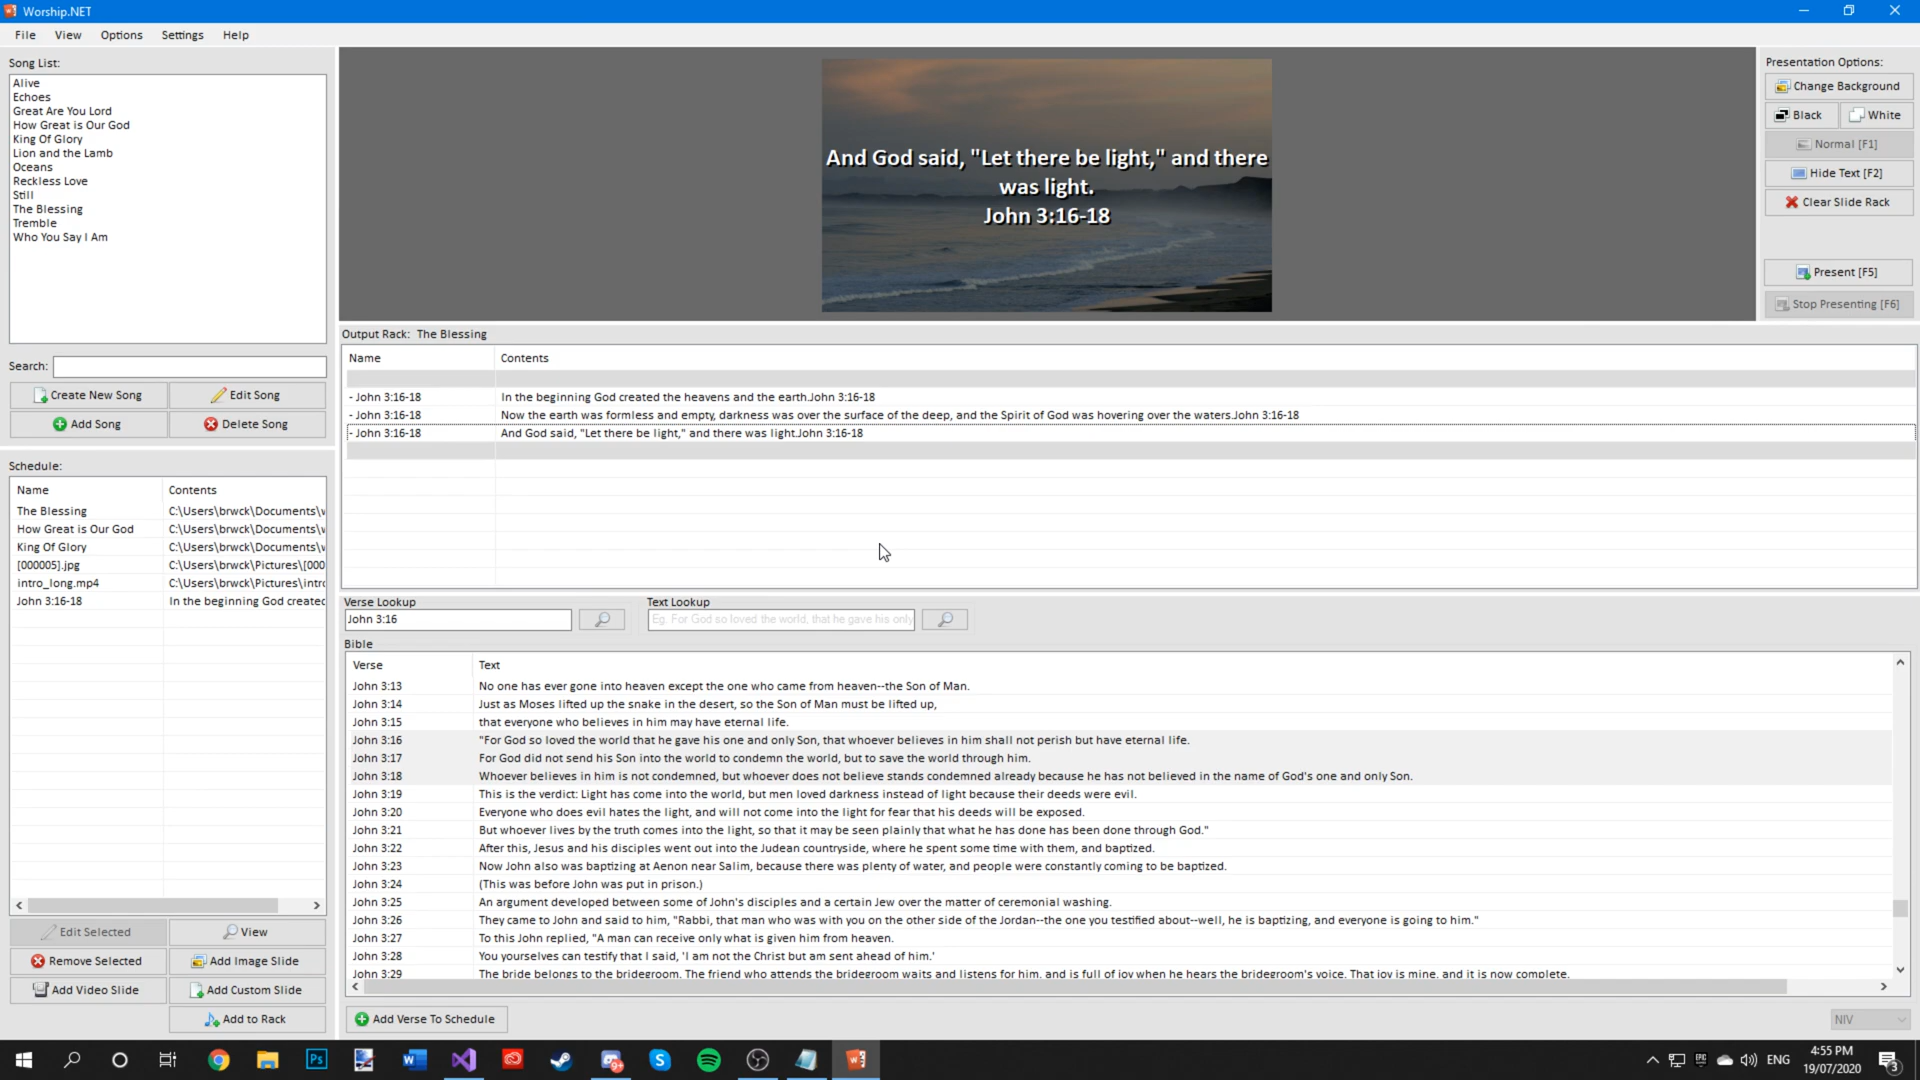 Worship.NET
File View Options Settings Help
Song List:
Alive
Echoes
Great Are You Lord
How Great is Our God
King Of Glory
Lion and the Lamb
Oceans
Reckless Love
Still
The Blessing
Tremble
Who You Say I Am
Search:
Create New Song Edit Song
Add Song Delete Song
Schedule:
Name Contents
The Blessing C:\Users\brwck\Documents\
How Great is Our God C:\Users\brwck\Documents\
King Of Glory C:\Users\brwck\Documents\
[000005].jpg C:\Users\brwck\Pictures\[000
intro_long.mp4 C:\Users\brwck\Pictures\intro
John 3:16-18 In the beginning God created
Edit Selected View
Remove Selected Add Image Slide
Add Video Slide Add Custom Slide
Add to Rack
And God said, "Let there be light," and there
was light.
John 3:16-18
Presentation Options:
Change Background
Black White
Normal [F1]
Hide Text [F2]
Clear Slide Rack
Present [F5]
Stop Presenting [F6]
Output Rack: The Blessing
Name Contents
- John 3:16-18 In the beginning God created the heavens and the earth.John 3:16-18
- John 3:16-18 Now the earth was formless and empty, darkness was over the surface of the deep, and the Spirit of God was hovering over the waters.John 3:16-18
- John 3:16-18 And God said, "Let there be light," and there was light.John 3:16-18
Verse Lookup Text Lookup
John 3:16 Eg. For God so loved the world, that he gave his only
Bible
Verse Text
John 3:13 No one has ever gone into heaven except the one who came from heaven--the Son of Man.
John 3:14 Just as Moses lifted up the snake in the desert, so the Son of Man must be lifted up,
John 3:15 that everyone who believes in him may have eternal life.
John 3:16 "For God so loved the world that he gave his one and only Son, that whoever believes in him shall not perish but have eternal life.
John 3:17 For God did not send his Son into the world to condemn the world, but to save the world through him.
John 3:18 Whoever believes in him is not condemned, but whoever does not believe stands condemned already because he has not believed in the name of God's one and only Son.
John 3:19 This is the verdict: Light has come into the world, but men loved darkness instead of light because their deeds were evil.
John 3:20 Everyone who does evil hates the light, and will not come into the light for fear that his deeds will be exposed.
John 3:21 But whoever lives by the truth comes into the light, so that it may be seen plainly that what he has done has been done through God."
John 3:22 After this, Jesus and his disciples went out into the Judean countryside, where he spent some time with them, and baptized.
John 3:23 Now John also was baptizing at Aenon near Salim, because there was plenty of water, and people were constantly coming to be baptized.
John 3:24 (This was before John was put in prison.)
John 3:25 An argument developed between some of John's disciples and a certain Jew over the matter of ceremonial washing.
John 3:26 They came to John and said to him, "Rabbi, that man who was with you on the other side of the Jordan--the one you testified about--well, he is baptizing, and everyone is going to him."
John 3:27 To this John replied, "A man can receive only what is given him from heaven.
John 3:28 You yourselves can testify that I said, 'I am not the Christ but am sent ahead of him.'
John 3:29 The bride belongs to the bridegroom. The friend who attends the bridegroom waits and listens for him, and is full of joy when he hears the bridegroom's voice. That joy is mine, and it is now complete.
Add Verse To Schedule NIV
ENG 4:55 PM
19/07/2020